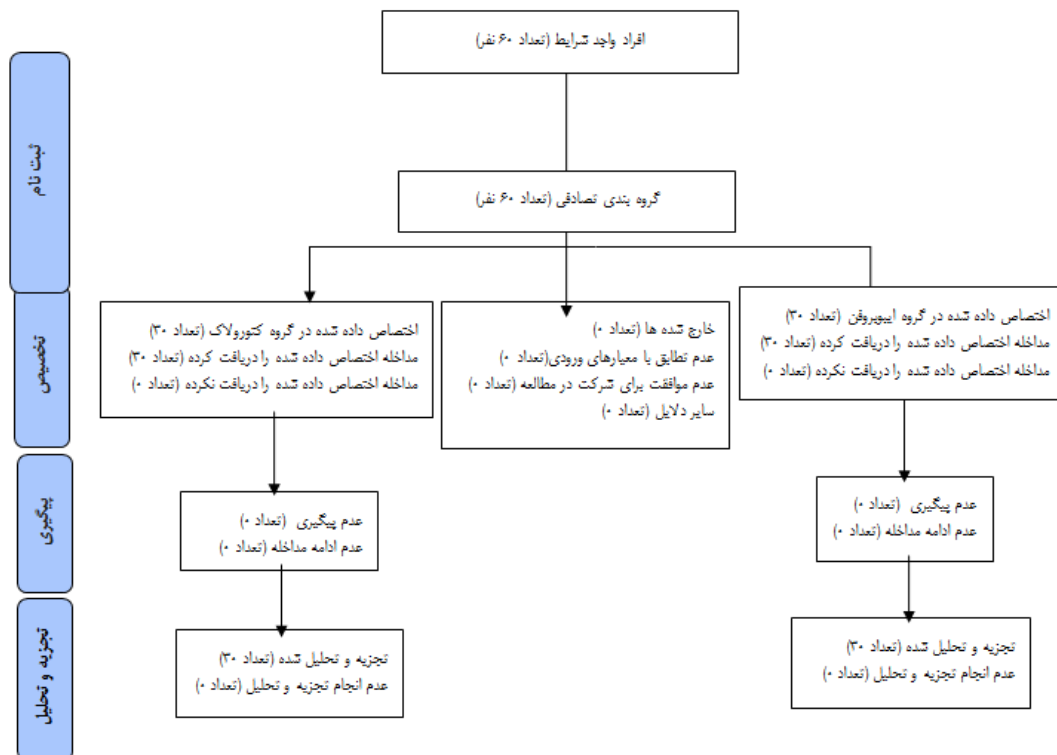 افراد واجد شرایط (تعداد ۶۰ نفر)
ثبت نام
گروه بندی تصادفی (تعداد ۶۰ نفر)
تخصیص
اختصاص داده شده در گروه ایبوپروفن (تعداد ۳۰)
مداخله اختصاص داده شده را دریافت کرده (تعداد ۳۰)
مداخله اختصاص داده شده را دریافت نکرده (تعداد ۰)
خارج شده ها (تعداد ۰)
عدم تطابق با معیارهای ورودی(تعداد ۰)
عدم موافقت برای شرکت در مطالعه (تعداد ۰)
سایر دلایل (تعداد ۰)
اختصاص داده شده در گروه کتورولاک (تعداد ۳۰)
مداخله اختصاص داده شده را دریافت کرده (تعداد ۳۰)
مداخله اختصاص داده شده را دریافت نکرده (تعداد ۰)
پیگیری
عدم پیگیری (تعداد ۰)
عدم ادامه مداخله (تعداد ۰)
عدم پیگیری (تعداد ۰)
عدم ادامه مداخله (تعداد ۰)
تجزیه و تحلیل
تجزیه و تحلیل شده (تعداد ۳۰)
عدم انجام تجزیه و تحلیل (تعداد ۰)
تجزیه و تحلیل شده (تعداد ۳۰)
عدم انجام تجزیه و تحلیل (تعداد ۰)